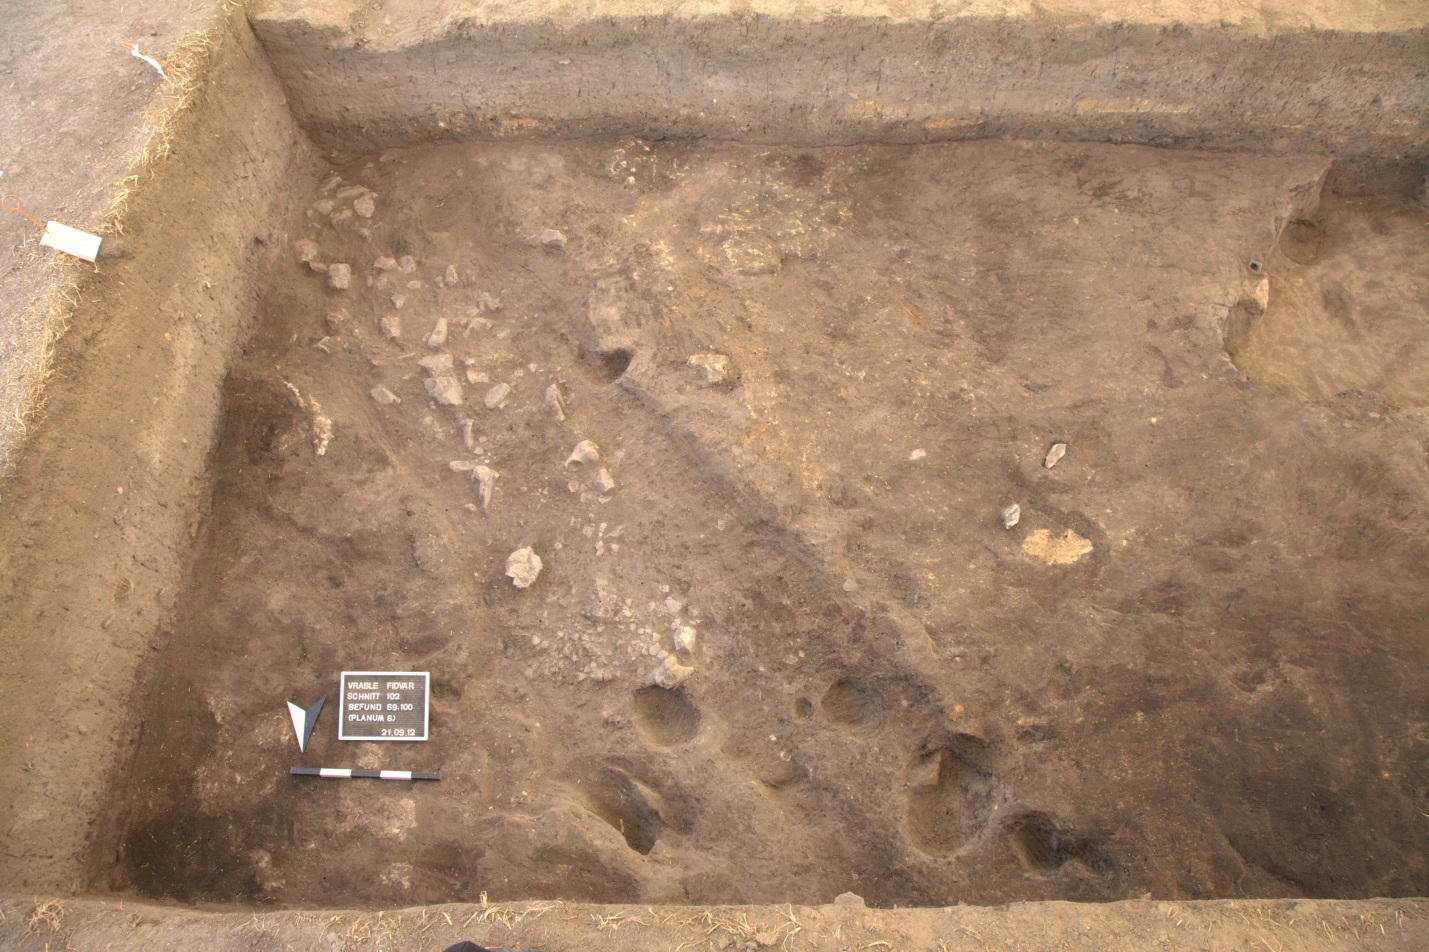 VRABLE FIDVAR
SCHNITT 102
BEFUND 69.100
(PLANUM 6)
21.09.12